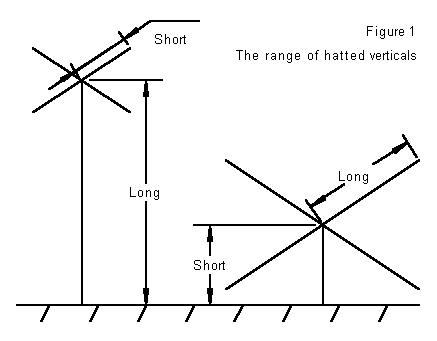 Figure 1
The range of hatted verticals
Short
Long
Long
Short